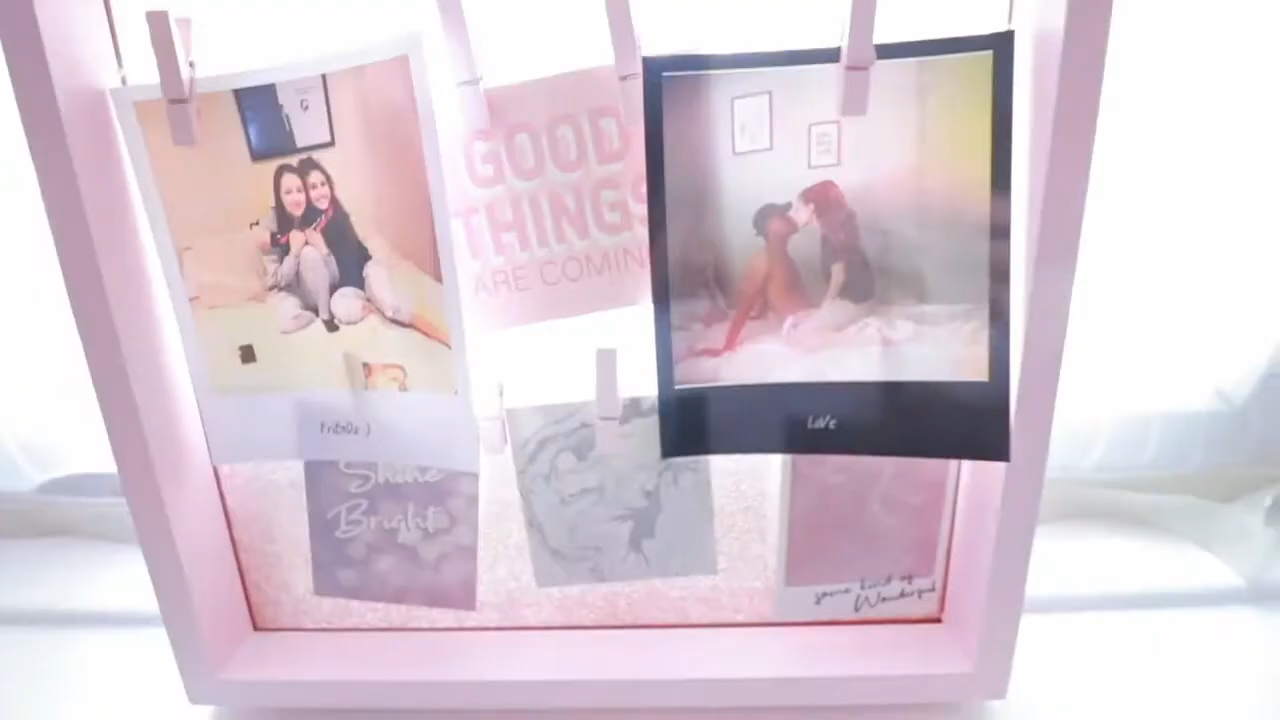 GOOD
THINGS
ARE COMING
LoVe
Shine
Bright
some kind of
Wonderful